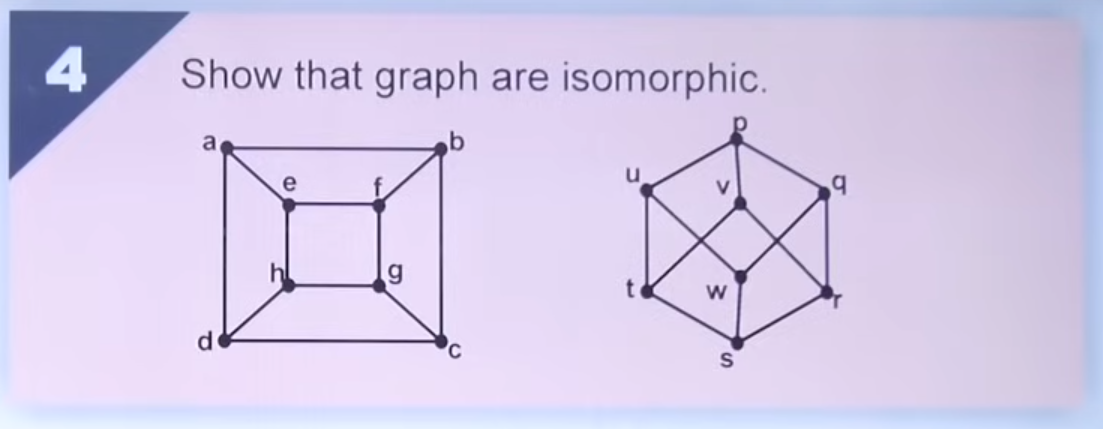 4
Show that graph are isomorphic.
a b
e f
h g
d c
p
u v q
t w r
s